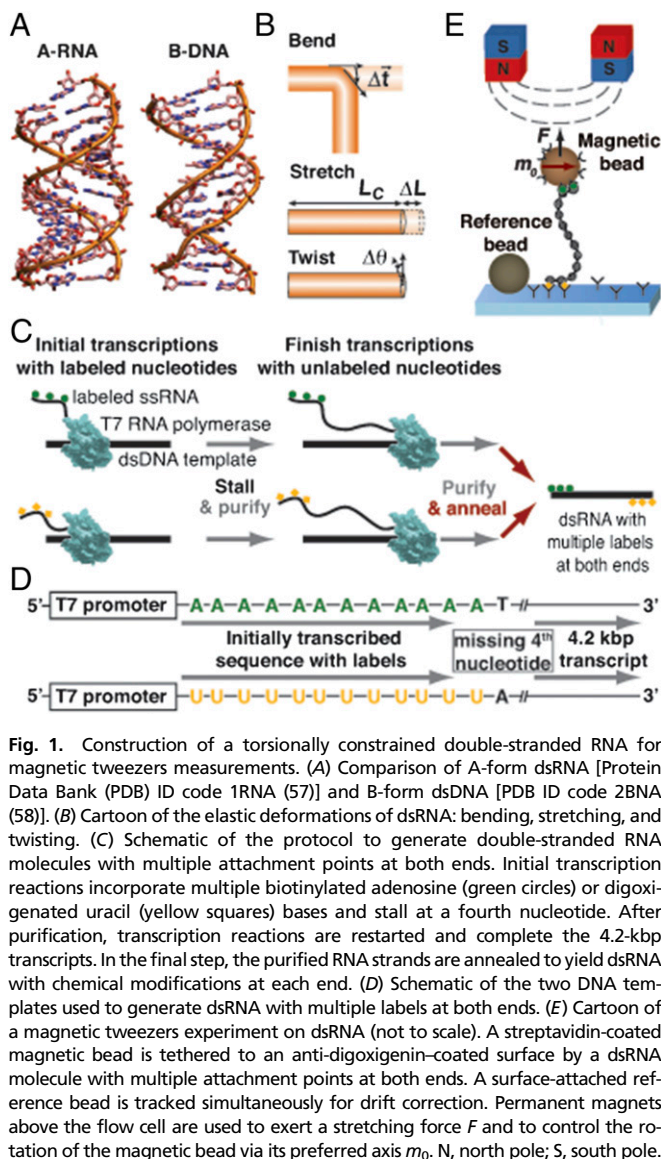 A
A-RNA
B-DNA
B
Bend
Δt
Stretch
L_C ΔL
Twist Δθ
E
S
N
N
S
F
m₀
Magnetic
bead
Reference
bead
C
Initial transcriptions
with labeled nucleotides
Finish transcriptions
with unlabeled nucleotides
labeled ssRNA
T7 RNA polymerase
dsDNA template
Stall
& purify
Purify
& anneal
dsRNA with
multiple labels
at both ends
D
5'- T7 promoter -A-A-A-A-A-A-A-A-A-A-A-A-T-//- 3'
Initially transcribed
sequence with labels
missing 4th
nucleotide
4.2 kbp
transcript
5'- T7 promoter -U-U-U-U-U-U-U-U-U-U-U-U-A-//- 3'
Fig. 1. Construction of a torsionally constrained double-stranded RNA for
magnetic tweezers measurements. (A) Comparison of A-form dsRNA [Protein
Data Bank (PDB) ID code 1RNA (57)] and B-form dsDNA [PDB ID code 2BNA
(58)]. (B) Cartoon of the elastic deformations of dsRNA: bending, stretching, and
twisting. (C) Schematic of the protocol to generate double-stranded RNA
molecules with multiple attachment points at both ends. Initial transcription
reactions incorporate multiple biotinylated adenosine (green circles) or digoxi-
genated uracil (yellow squares) bases and stall at a fourth nucleotide. After
purification, transcription reactions are restarted and complete the 4.2-kbp
transcripts. In the final step, the purified RNA strands are annealed to yield dsRNA
with chemical modifications at each end. (D) Schematic of the two DNA tem-
plates used to generate dsRNA with multiple labels at both ends. (E) Cartoon of
a magnetic tweezers experiment on dsRNA (not to scale). A streptavidin-coated
magnetic bead is tethered to an anti-digoxigenin–coated surface by a dsRNA
molecule with multiple attachment points at both ends. A surface-attached ref-
erence bead is tracked simultaneously for drift correction. Permanent magnets
above the flow cell are used to exert a stretching force F and to control the ro-
tation of the magnetic bead via its preferred axis m₀. N, north pole; S, south pole.